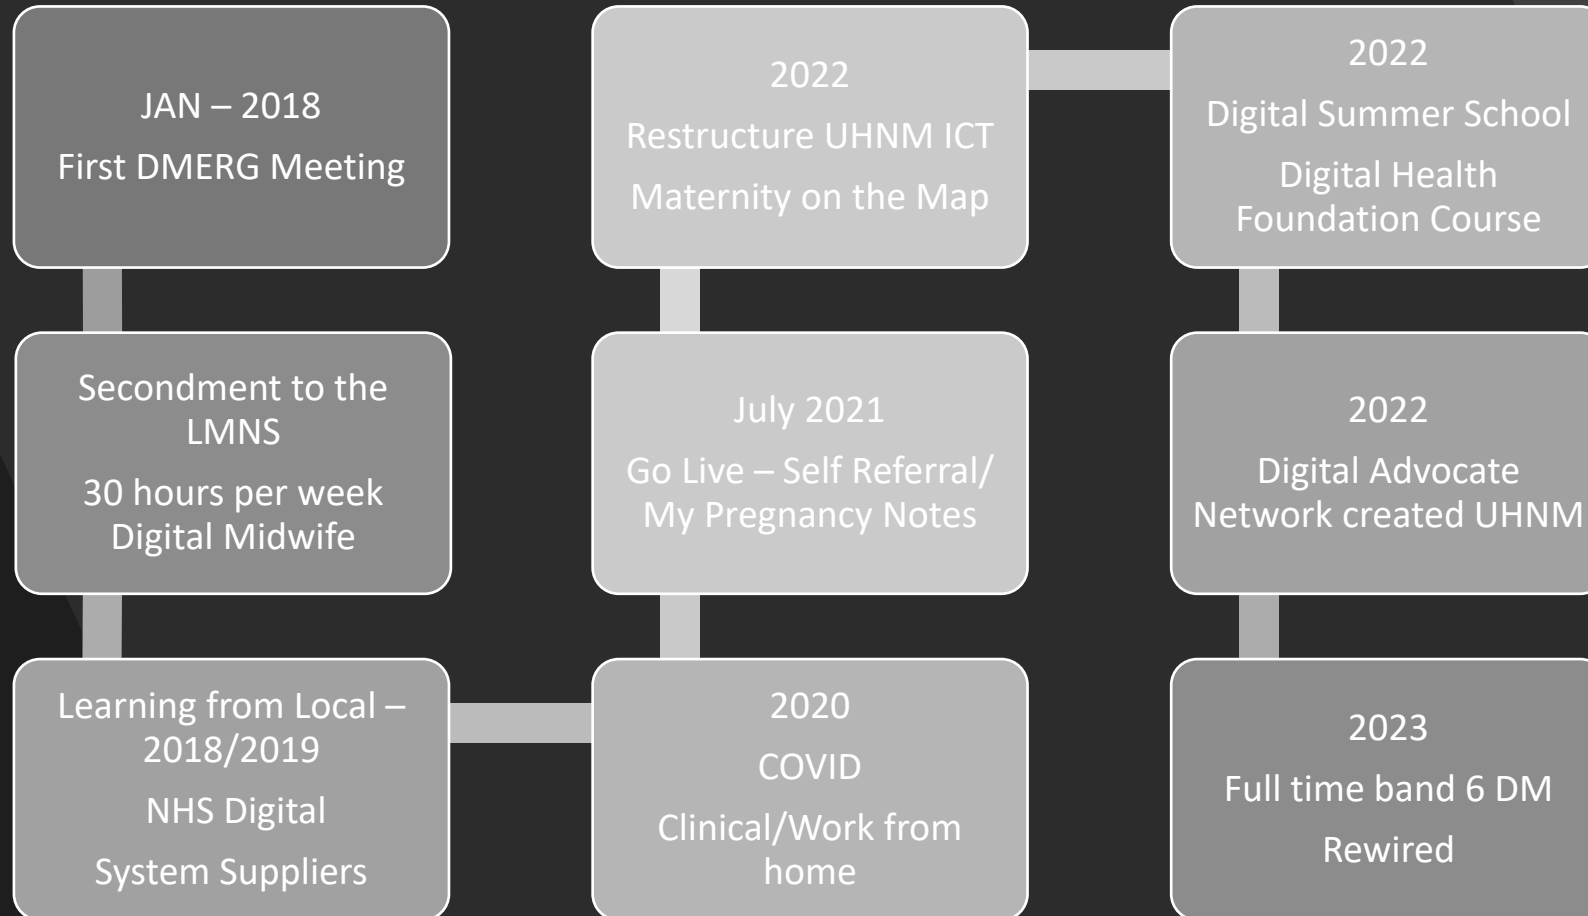 JAN – 2018
First DMERG Meeting
Secondment to the
LMNS
30 hours per week
Digital Midwife
Learning from Local –
2018/2019
NHS Digital
System Suppliers
2020
COVID
Clinical/Work from
home
July 2021
Go Live – Self Referral/
My Pregnancy Notes
2022
Restructure UHNM ICT
Maternity on the Map
2022
Digital Summer School
Digital Health
Foundation Course
2022
Digital Advocate
Network created UHNM
2023
Full time band 6 DM
Rewired